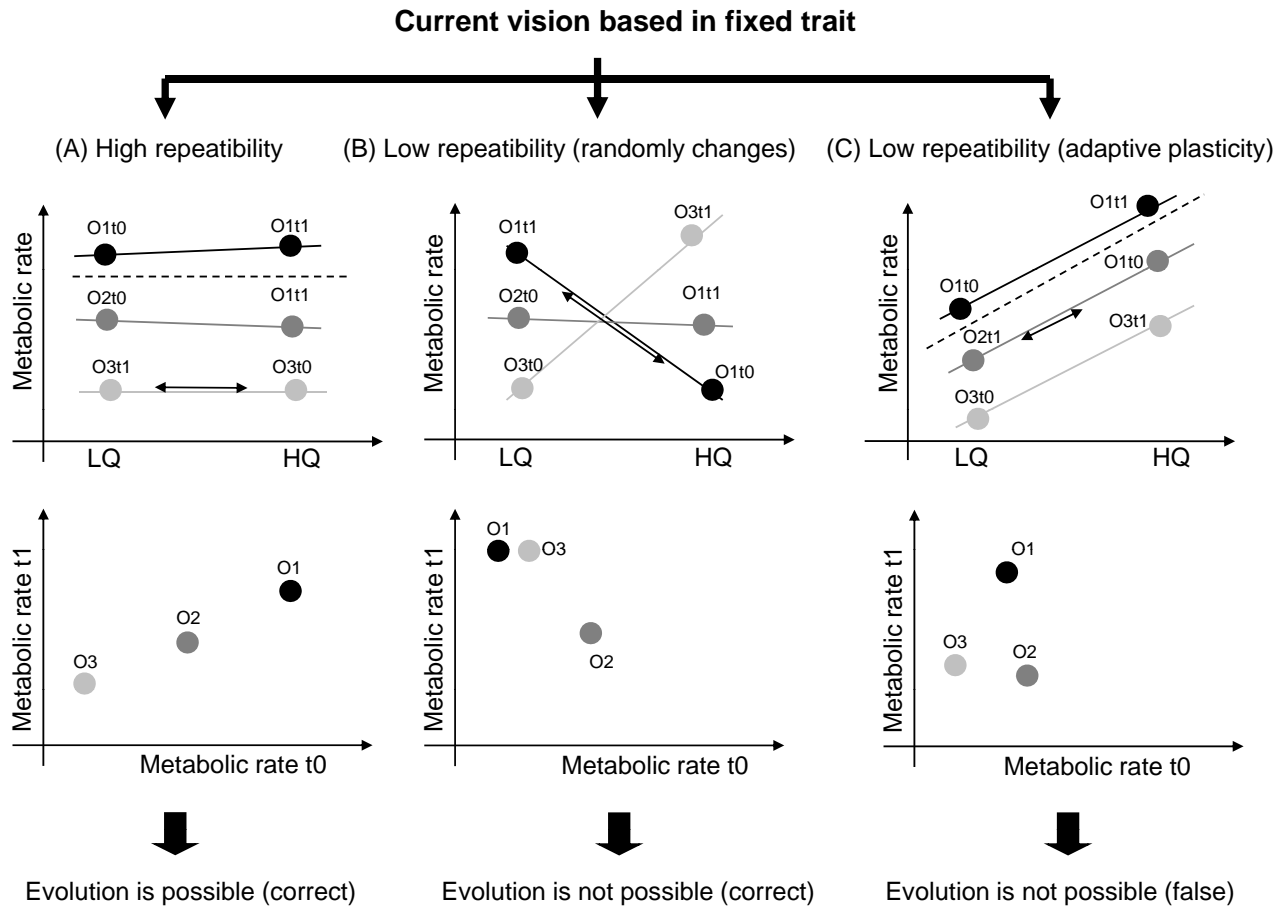 Current vision based in fixed trait
(A) High repeatibility
(B) Low repeatibility (randomly changes)
(C) Low repeatibility (adaptive plasticity)
Metabolic rate
O1t0
O1t1
O2t0
O1t1
O3t1
O3t0
LQ
HQ
Metabolic rate
O1t1
O3t1
O2t0
O1t1
O3t0
O1t0
LQ
HQ
Metabolic rate
O1t1
O1t0
O1t0
O2t1
O3t1
O3t0
LQ
HQ
Metabolic rate t1
O1
O2
O3
Metabolic rate t0
Metabolic rate t1
O1
O3
O2
Metabolic rate t0
Metabolic rate t1
O1
O3
O2
Metabolic rate t0
Evolution is possible (correct)
Evolution is not possible (correct)
Evolution is not possible (false)